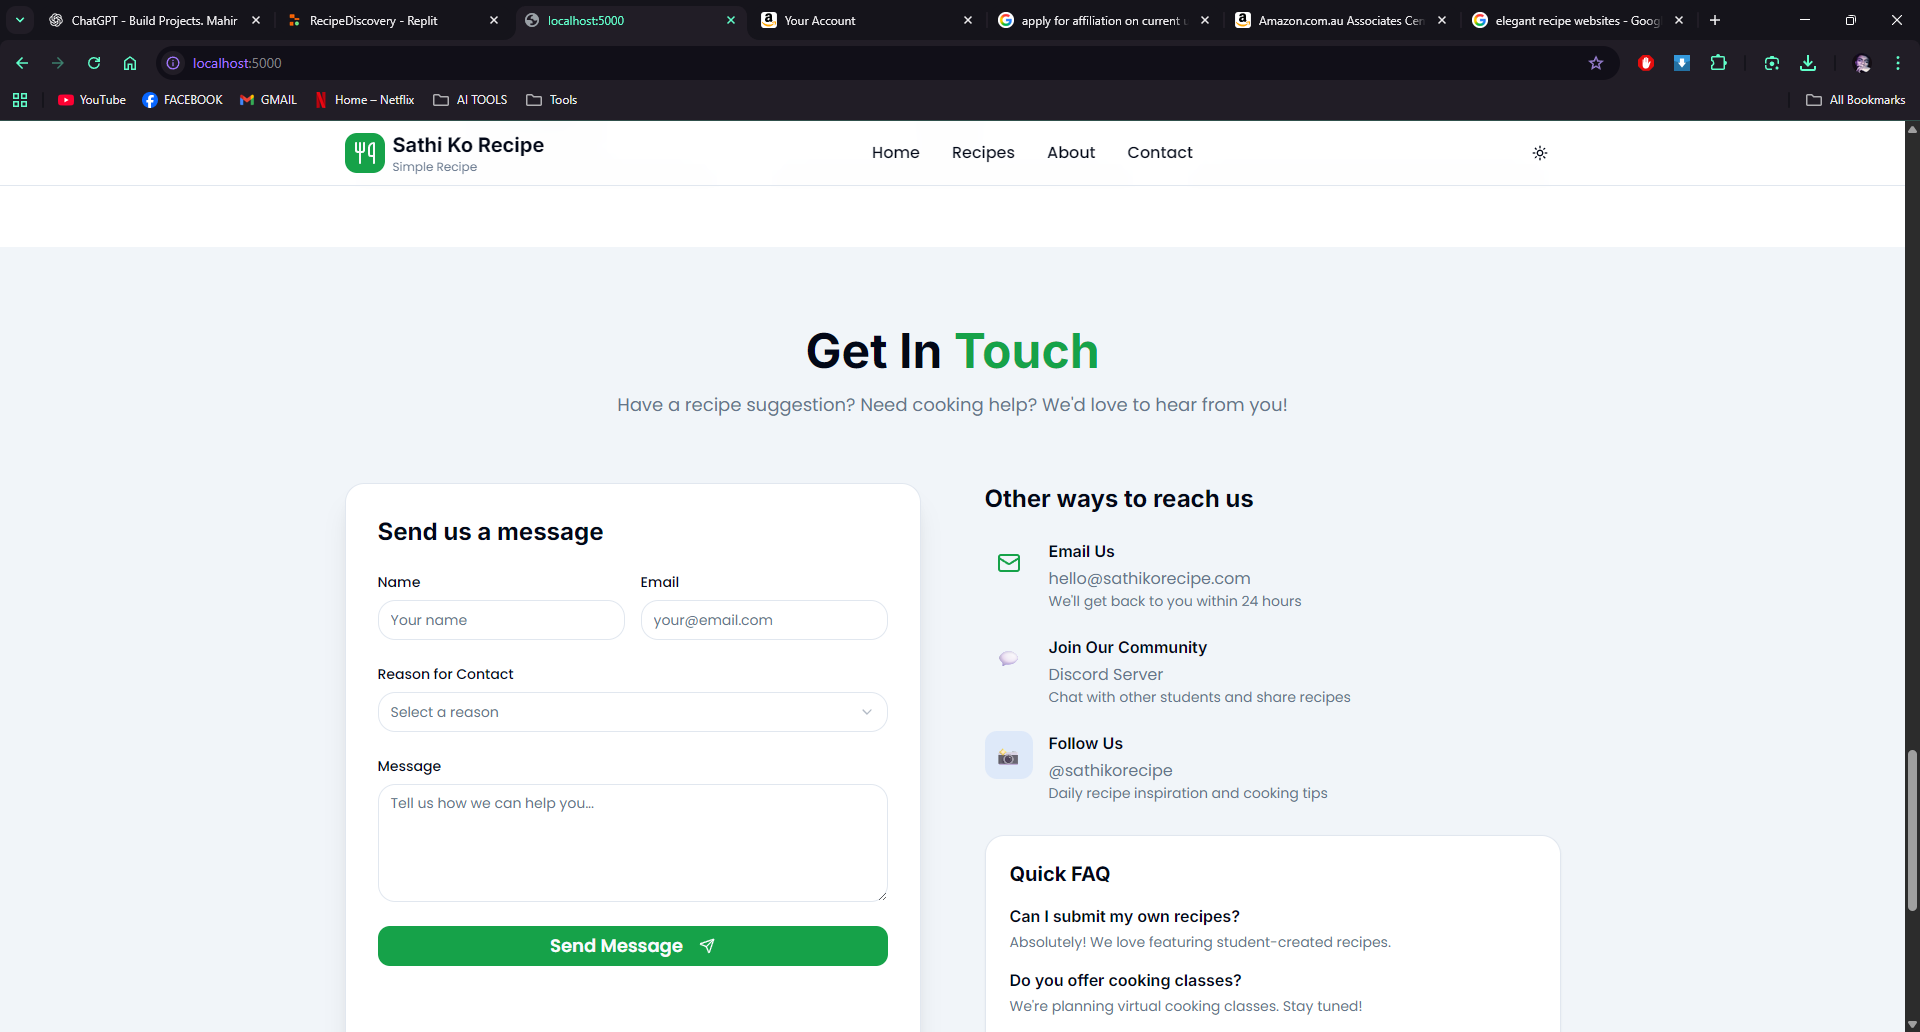 ChatGPT - Build Projects. Mahir
RecipeDiscovery - Replit
localhost:5000
Your Account
apply for affiliation on current u
Amazon.com.au Associates Cen
elegant recipe websites - Goog
localhost:5000
YouTube
FACEBOOK
GMAIL
Home – Netflix
AI TOOLS
Tools
All Bookmarks
Sathi Ko Recipe
Simple Recipe
Home
Recipes
About
Contact
Get In Touch
Have a recipe suggestion? Need cooking help? We'd love to hear from you!
Send us a message
Name
Email
Your name
your@email.com
Reason for Contact
Select a reason
Message
Tell us how we can help you...
Send Message
Other ways to reach us
Email Us
hello@sathikorecipe.com
We'll get back to you within 24 hours
Join Our Community
Discord Server
Chat with other students and share recipes
Follow Us
@sathikorecipe
Daily recipe inspiration and cooking tips
Quick FAQ
Can I submit my own recipes?
Absolutely! We love featuring student-created recipes.
Do you offer cooking classes?
We're planning virtual cooking classes. Stay tuned!